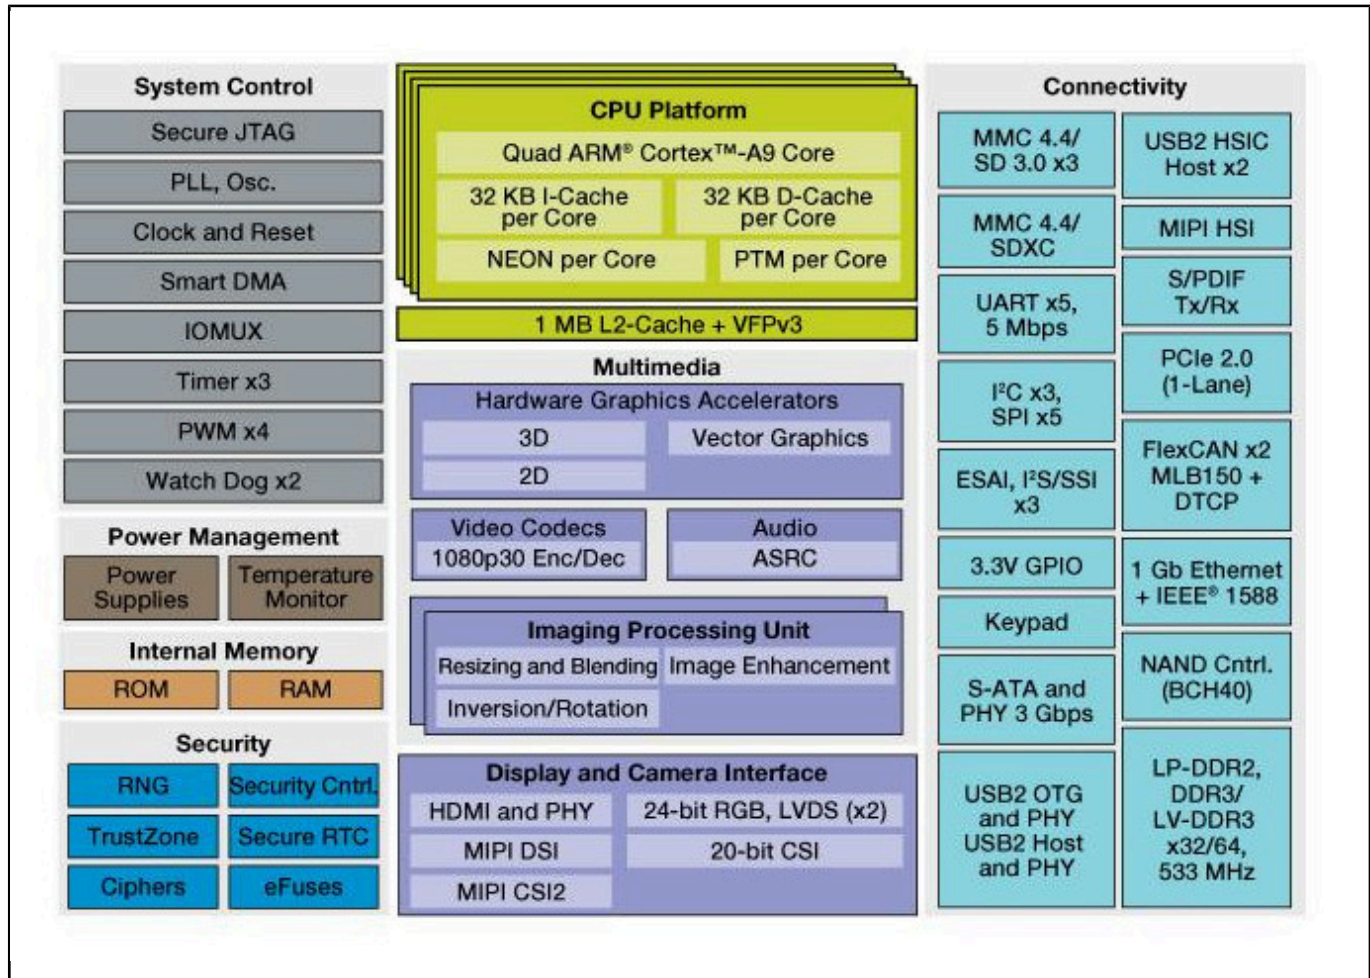 System Control
Secure JTAG
PLL, Osc.
Clock and Reset
Smart DMA
IOMUX
Timer x3
PWM x4
Watch Dog x2
Power Management
Power
Supplies
Temperature
Monitor
Internal Memory
ROM
RAM
Security
RNG
Security Cntrl.
TrustZone
Secure RTC
Ciphers
eFuses
CPU Platform
Quad ARM® Cortex™-A9 Core
32 KB I-Cache
per Core
32 KB D-Cache
per Core
NEON per Core
PTM per Core
1 MB L2-Cache + VFPv3
Multimedia
Hardware Graphics Accelerators
3D
Vector Graphics
2D
Video Codecs
1080p30 Enc/Dec
Audio
ASRC
Imaging Processing Unit
Resizing and Blending
Image Enhancement
Inversion/Rotation
Display and Camera Interface
HDMI and PHY
24-bit RGB, LVDS (x2)
MIPI DSI
20-bit CSI
MIPI CSI2
Connectivity
MMC 4.4/
SD 3.0 x3
MMC 4.4/
SDXC
UART x5,
5 Mbps
I²C x3,
SPI x5
ESAI, I²S/SSI
x3
3.3V GPIO
Keypad
S-ATA and
PHY 3 Gbps
USB2 OTG
and PHY
USB2 Host
and PHY
USB2 HSIC
Host x2
MIPI HSI
S/PDIF
Tx/Rx
PCIe 2.0
(1-Lane)
FlexCAN x2
MLB150 +
DTCP
1 Gb Ethernet
+ IEEE® 1588
NAND Cntrl.
(BCH40)
LP-DDR2,
DDR3/
LV-DDR3
x32/64,
533 MHz